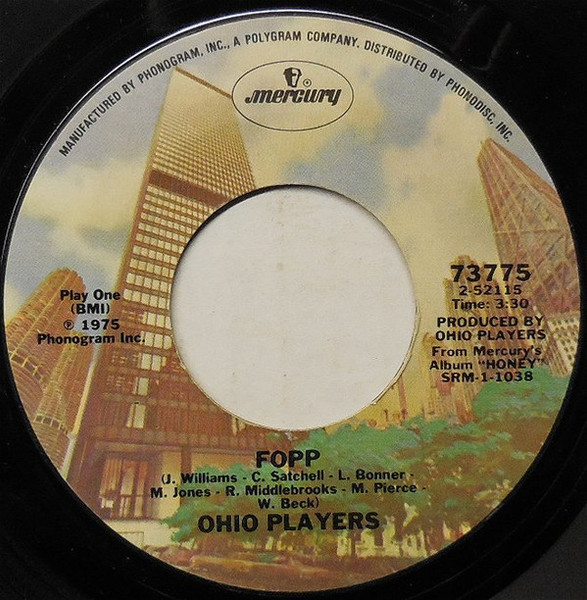 MANUFACTURED BY PHONOGRAM, INC., A POLYGRAM COMPANY. DISTRIBUTED BY PHONODISC, INC.
mercury
®
Play One
(BMI)
℗ 1975
Phonogram Inc.
73775
2-52115
Time: 3:30
PRODUCED BY
OHIO PLAYERS
From Mercury's
Album "HONEY"
SRM-1-1038
FOPP
(J. Williams - C. Satchell - L. Bonner -
M. Jones - R. Middlebrooks - M. Pierce -
W. Beck)
OHIO PLAYERS